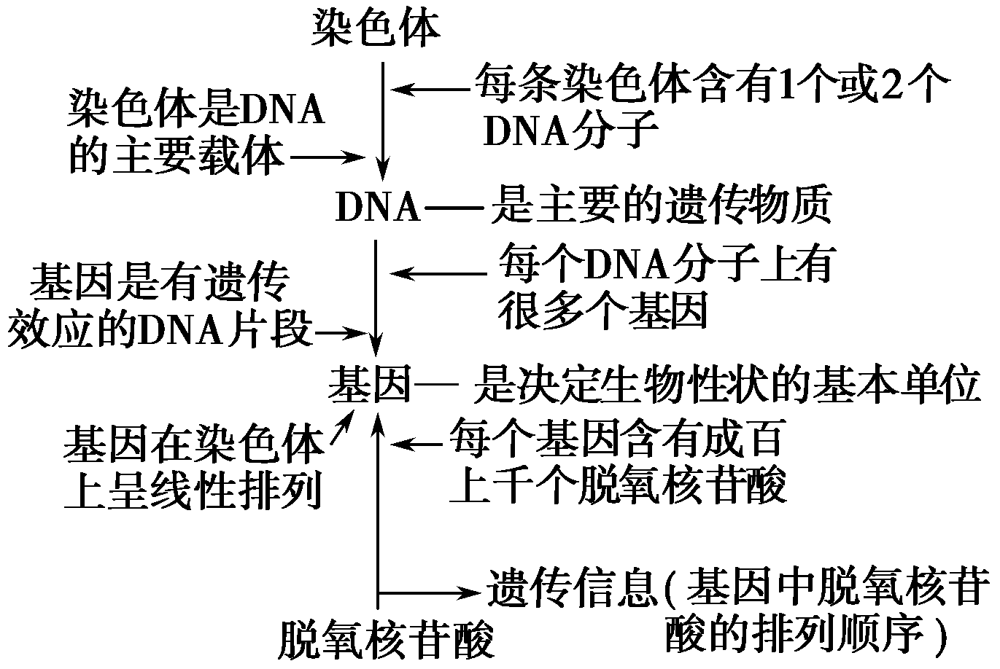 染色体
每条染色体含有1个或2个
DNA分子
染色体是DNA
的主要载体
DNA
是主要的遗传物质
每个DNA分子上有
很多个基因
基因是有遗传
效应的DNA片段
基因
是决定生物性状的基本单位
基因在染色体
上呈线性排列
每个基因含有成百
上千个脱氧核苷酸
遗传信息(基因中脱氧核苷
酸的排列顺序)
脱氧核苷酸